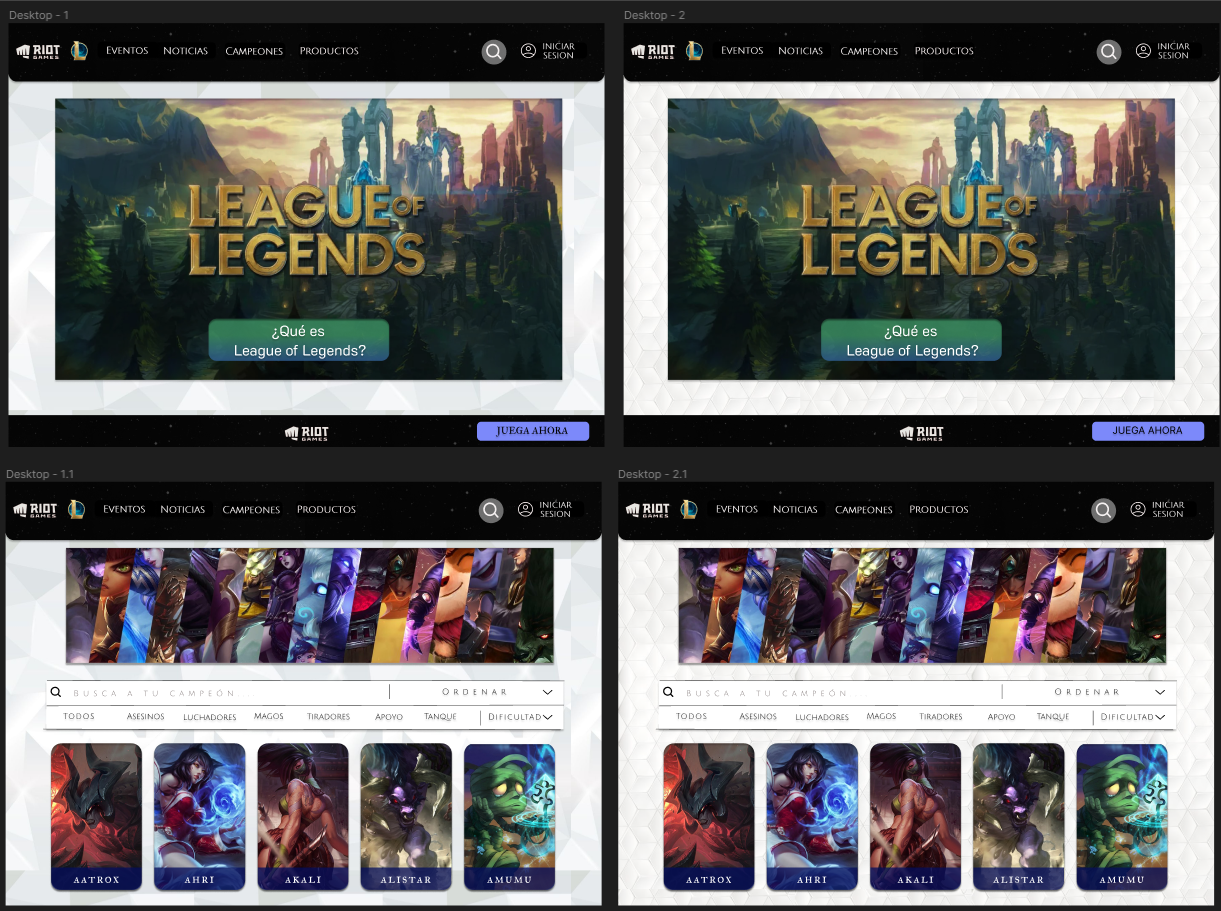 Desktop - 1
RIOT GAMES
EVENTOS NOTICIAS CAMPEONES PRODUCTOS
INICIAR
SESION
LEAGUE OF
LEGENDS
¿Qué es
League of Legends?
RIOT GAMES
JUEGA AHORA
Desktop - 2
RIOT GAMES
EVENTOS NOTICIAS CAMPEONES PRODUCTOS
INICIAR
SESION
LEAGUE OF
LEGENDS
¿Qué es
League of Legends?
RIOT GAMES
JUEGA AHORA
Desktop - 1.1
RIOT GAMES
EVENTOS NOTICIAS CAMPEONES PRODUCTOS
INICIAR
SESION
BUSCA A TU CAMPEÓN ... ORDENAR
TODOS ASESINOS LUCHADORES MAGOS TIRADORES APOYO TANQUE DIFICULTAD
AATROX AHRI AKALI ALISTAR AMUMU
Desktop - 2.1
RIOT GAMES
EVENTOS NOTICIAS CAMPEONES PRODUCTOS
INICIAR
SESION
BUSCA A TU CAMPEÓN ... ORDENAR
TODOS ASESINOS LUCHADORES MAGOS TIRADORES APOYO TANQUE DIFICULTAD
AATROX AHRI AKALI ALISTAR AMUMU